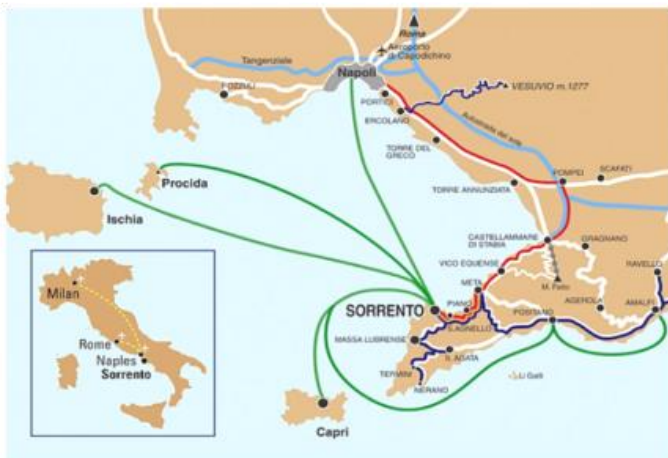 Roma
Aeroporto
di Capodichino
Tangenziale
Napoli
POZZUOLI
PORTICI
VESUVIO m.1277
ERCOLANO
Autostrada del sole
TORRE DEL
GRECO
SCAFATI
POMPEI
Procida
TORRE ANNUNZIATA
Ischia
CASTELLAMMARE
DI STABIA
GRAGNANO
VICO EQUENSE
RAVELLO
M. Faito
META
Milan
PIANO
AGEROLA
SORRENTO
POSITANO
AMALFI
S.AGNELLO
MASSA LUBRENSE
Rome
Naples
S. AGATA
Sorrento
TERMINI
Li Galli
NERANO
Capri